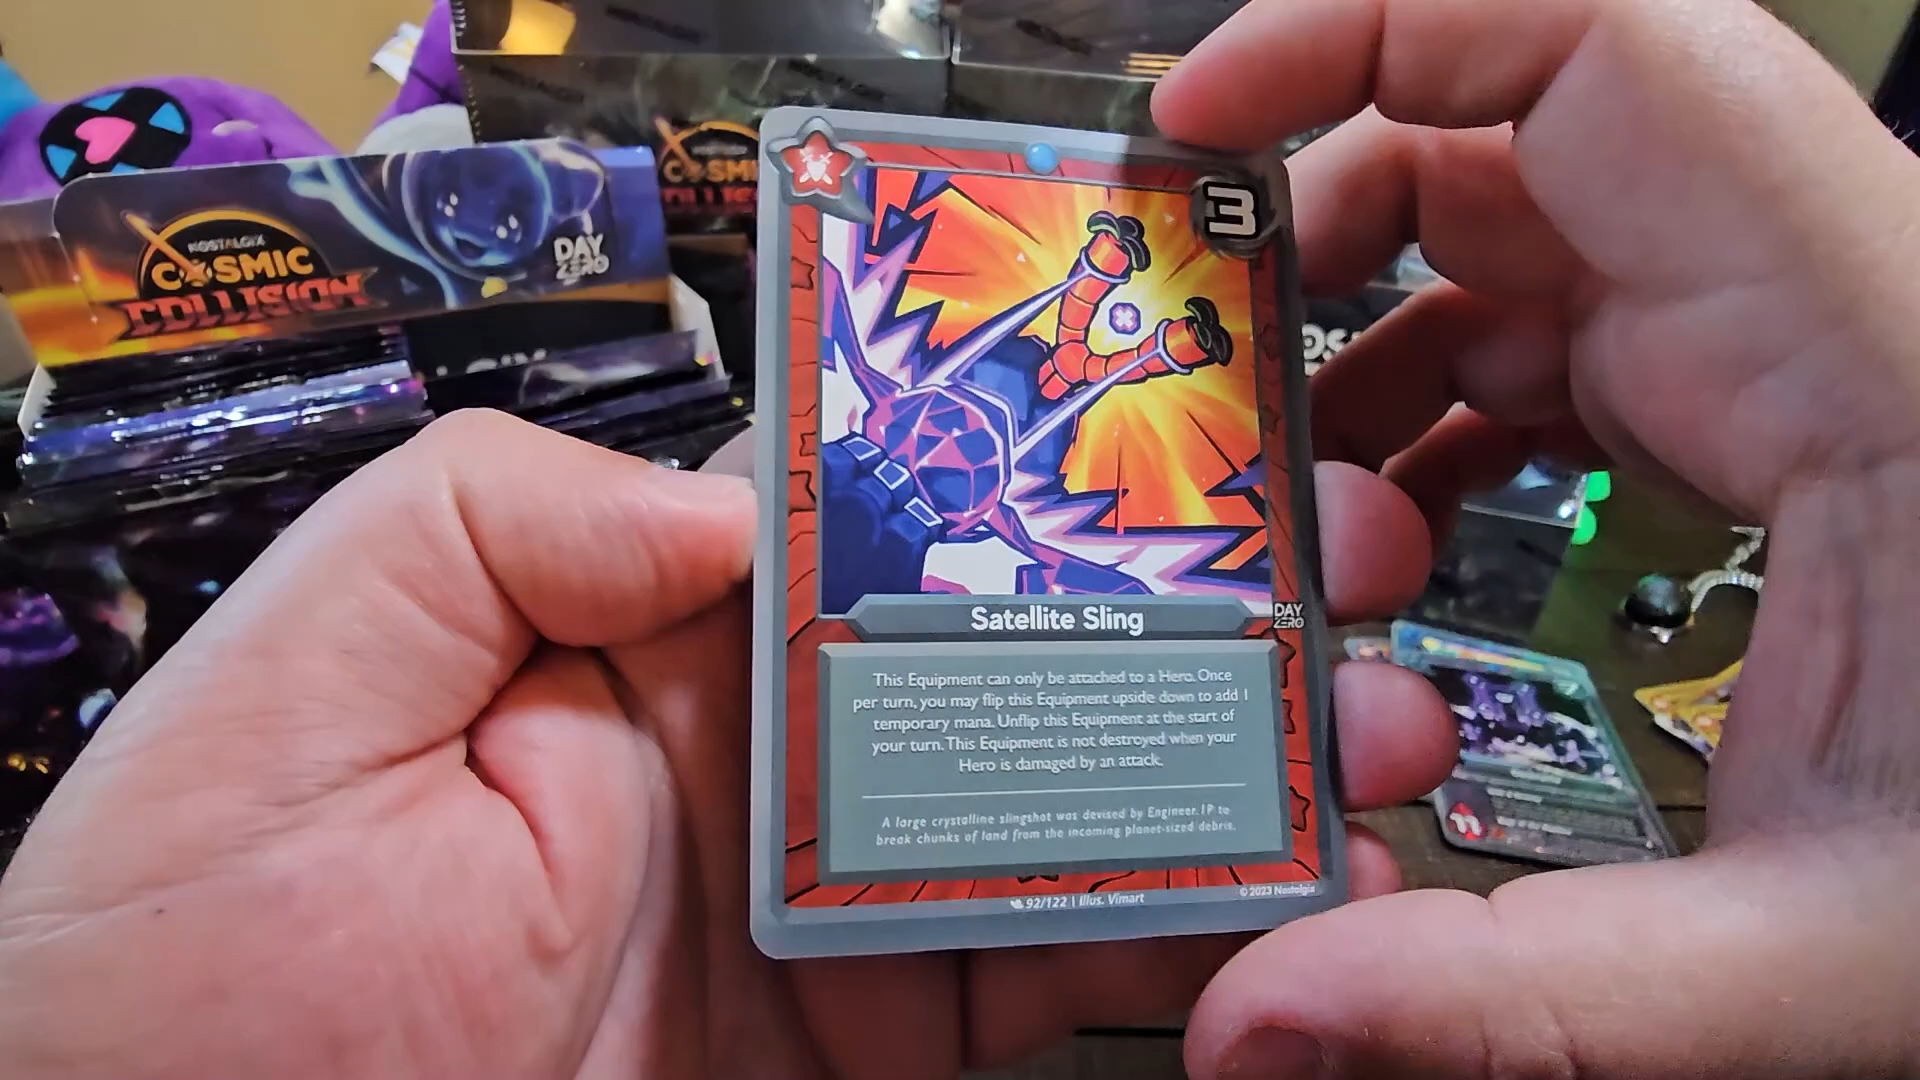 NOSTALGIX
COSMIC
COLLISION
DAY
ZERO
COSMI
3
Satellite Sling
DAY
ZERO
This Equipment can only be attached to a Hero. Once
per turn, you may flip this Equipment upside down to add 1
temporary mana. Unflip this Equipment at the start of
your turn. This Equipment is not destroyed when your
Hero is damaged by an attack.
A large crystalline slingshot was devised by Engineer.IP to
break chunks of land from the incoming planet-sized debris.
92/122 | Illus. Vimart
© 2023 Nostalgix
11